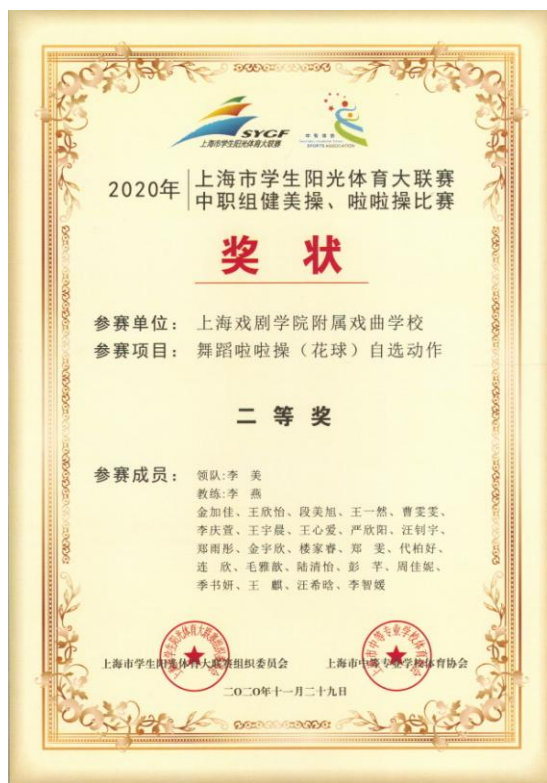 SYGF
上海市学生阳光体育大联赛
中等体协
SPORTS ASSOCIATION
2020年
上海市学生阳光体育大联赛
中职组健美操、啦啦操比赛
奖 状
参赛单位： 上海戏剧学院附属戏曲学校
参赛项目： 舞蹈啦啦操（花球）自选动作
二 等 奖
参赛成员： 领队:李 美
教练:李 燕
金加佳、王欣怡、段美旭、王一然、曹雯雯、
李庆萱、王宇晨、王心爱、严欣阳、汪钊宇、
郑雨彤、金宇欣、楼家睿、郑 雯、代柏好、
连 欣、毛雅歆、陆清怡、彭 芊、周佳妮、
季书妍、王 麒、汪希晗、李智媛
上海市学生阳光体育大联赛组织委员会 上海市中等专业学校体育协会
二〇二〇年十一月二十九日